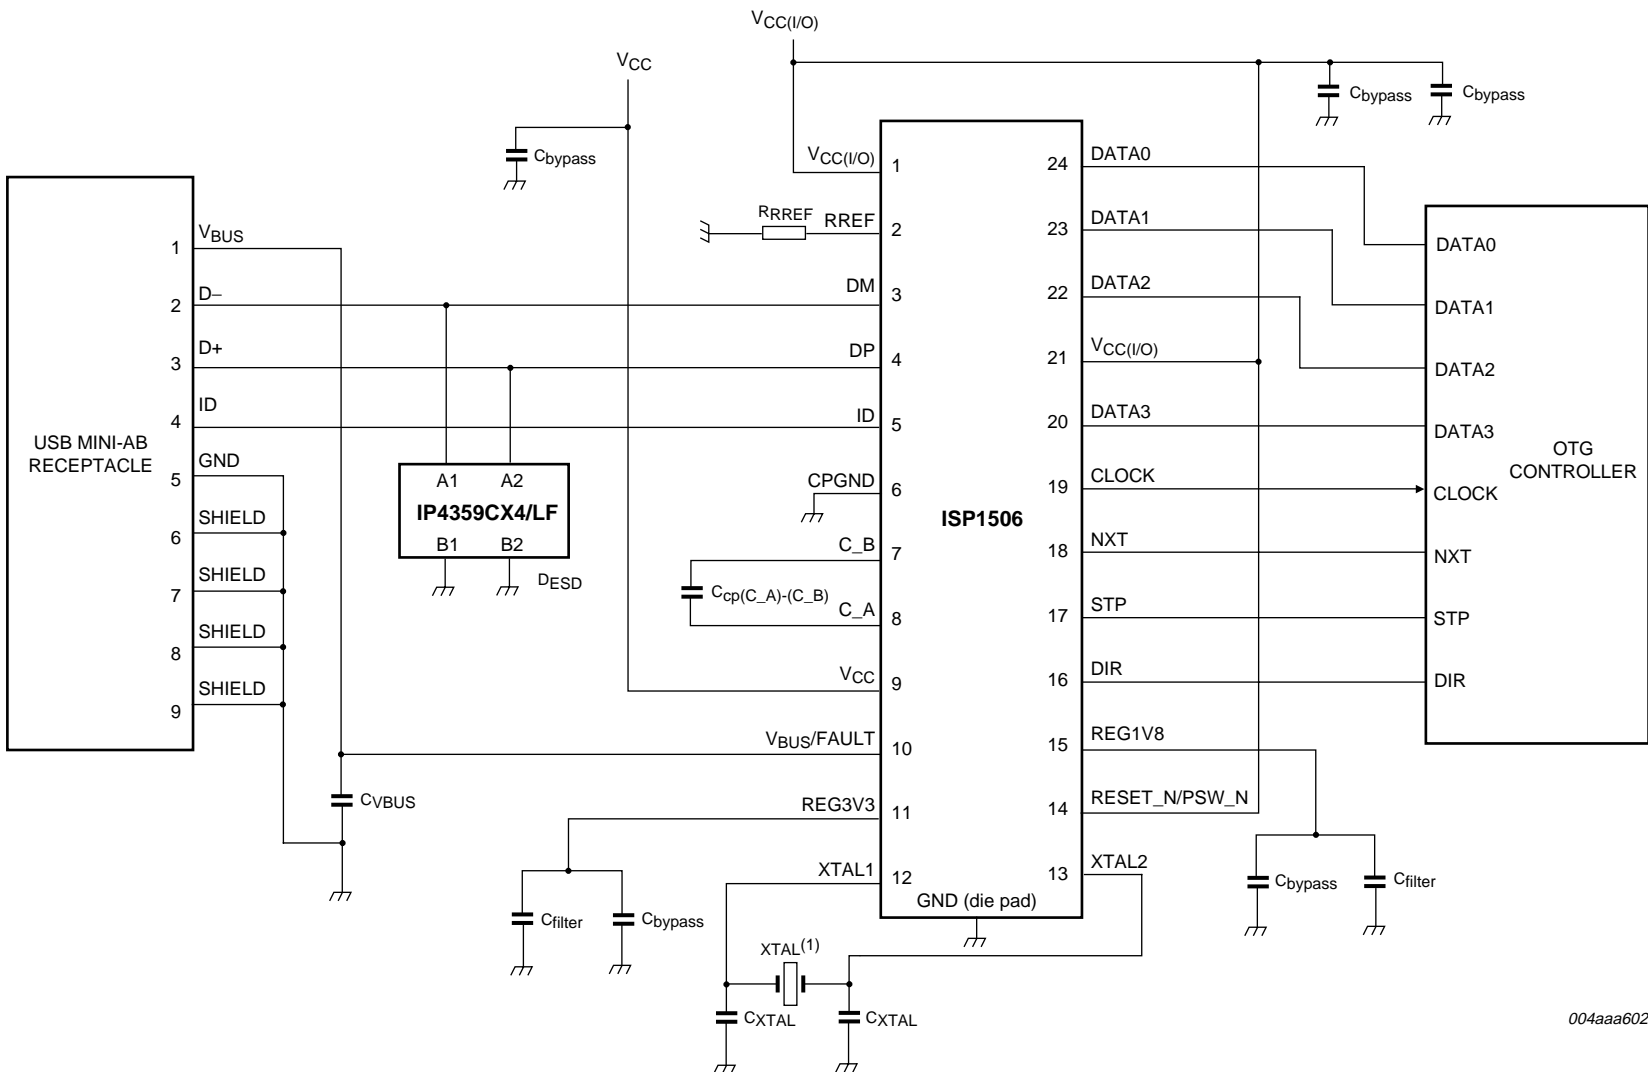 VCC(I/O)
VCC
Cbypass
Cbypass
Cbypass
USB MINI-AB
RECEPTACLE
1
VBUS
2
D−
3
D+
4
ID
5
GND
6
SHIELD
7
SHIELD
8
SHIELD
9
SHIELD
A1
A2
IP4359CX4/LF
B1
B2
DESD
CVBUS
VCC(I/O)
1
RRREF
RREF
2
DM
3
DP
4
ID
5
CPGND
6
C_B
7
Ccp(C_A)-(C_B)
C_A
8
VCC
9
VBUS/FAULT
10
REG3V3
11
XTAL1
12
Cfilter
Cbypass
XTAL(1)
CXTAL
CXTAL
ISP1506
GND (die pad)
24
DATA0
23
DATA1
22
DATA2
21
VCC(I/O)
20
DATA3
19
CLOCK
18
NXT
17
STP
16
DIR
15
REG1V8
14
RESET_N/PSW_N
13
XTAL2
Cbypass
Cfilter
DATA0
DATA1
DATA2
DATA3
OTG
CONTROLLER
CLOCK
NXT
STP
DIR
004aaa602